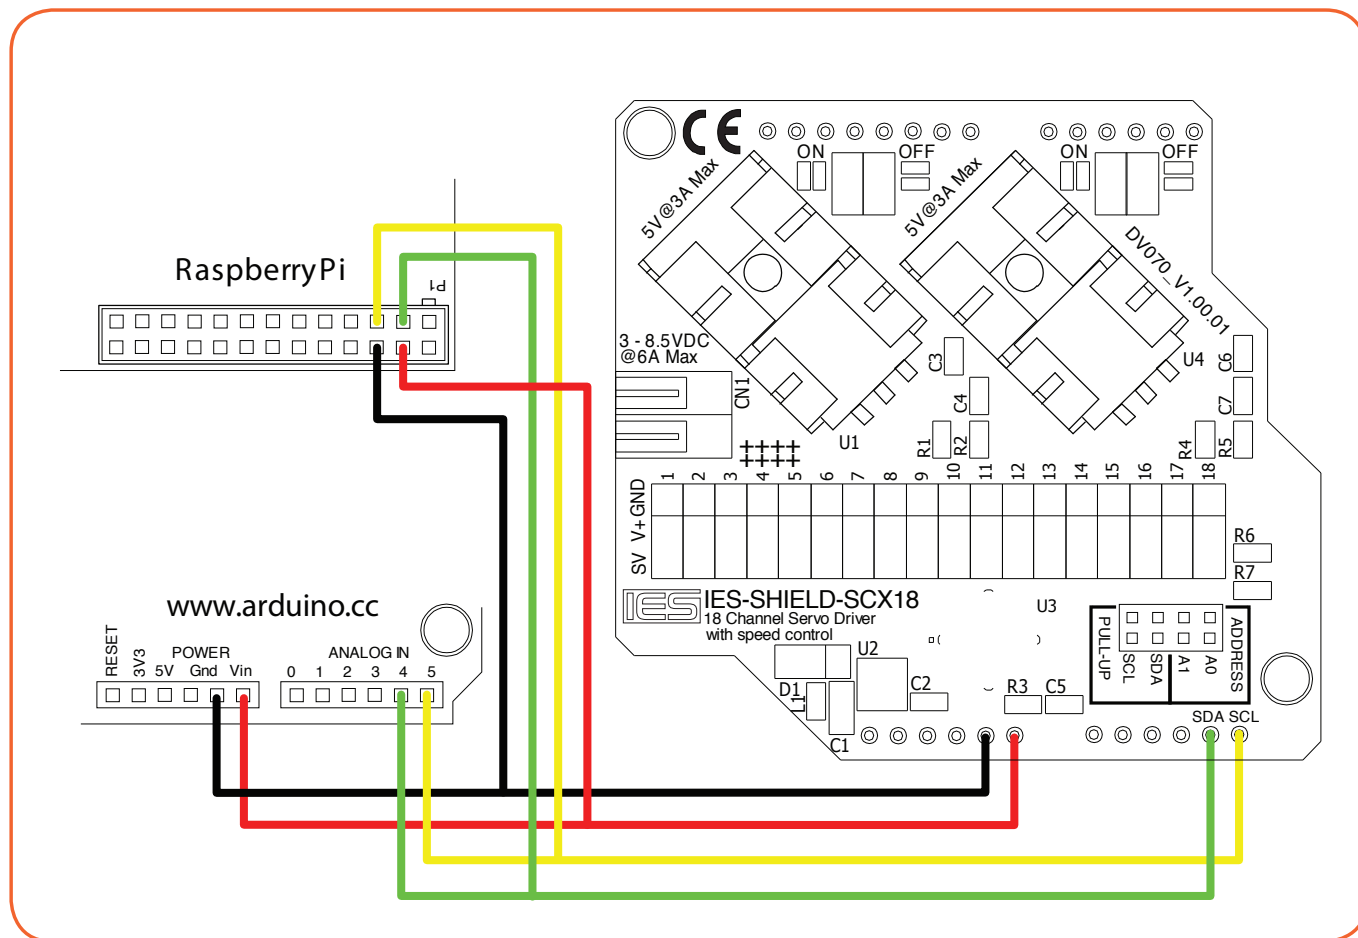 RaspberryPi
P1
www.arduino.cc
RESET
3V3
5V
POWER
Gnd
Vin
ANALOG IN
0 1 2 3 4 5
CE
ON
OFF
ON
OFF
5V@3A Max
5V@3A Max
DV070_V1.00.01
3 - 8.5VDC
@6A Max
CN1
U1
U4
C3
C4
R1
R2
C6
C7
R4
R5
++++
++++
1 2 3 4 5 6 7 8 9 10 11 12 13 14 15 16 17 18
GND
V+
SV
R6
R7
IES
IES-SHIELD-SCX18
18 Channel Servo Driver
with speed control
U3
U2
D1
L1
C1
C2
R3
C5
PULL-UP
SCL
SDA
A1
A0
ADDRESS
SDA SCL